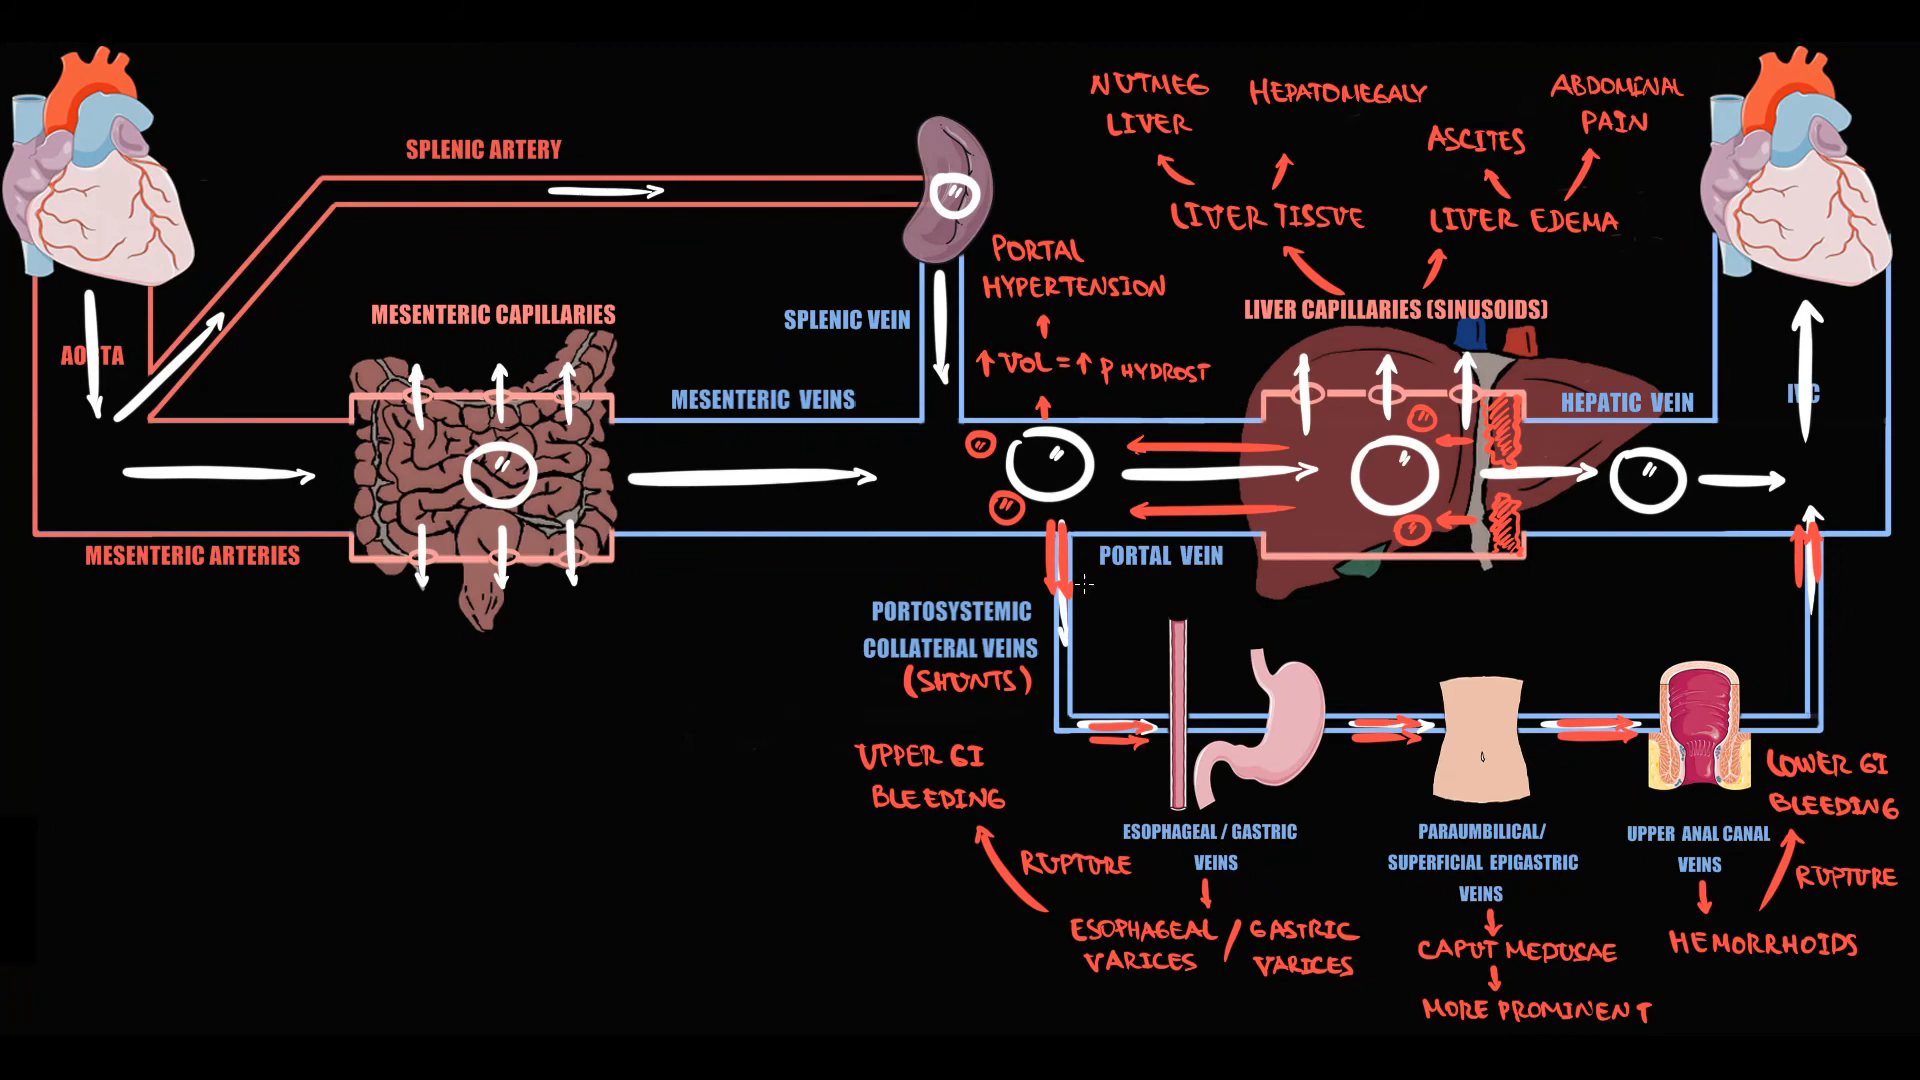 NUTMEG
LIVER
HEPATOMEGALY
ASCITES
ABDOMINAL
PAIN
SPLENIC ARTERY
LIVER TISSUE
LIVER EDEMA
PORTAL
HYPERTENSION
MESENTERIC CAPILLARIES
SPLENIC VEIN
LIVER CAPILLARIES (SINUSOIDS)
AORTA
↑ VOL = ↑ P HYDROST
MESENTERIC VEINS
HEPATIC VEIN
IVC
MESENTERIC ARTERIES
PORTAL VEIN
PORTOSYSTEMIC
COLLATERAL VEINS
(SHUNTS)
UPPER GI
BLEEDING
LOWER GI
BLEEDING
ESOPHAGEAL / GASTRIC
VEINS
PARAUMBILICAL/
SUPERFICIAL EPIGASTRIC
VEINS
UPPER ANAL CANAL
VEINS
RUPTURE
RUPTURE
ESOPHAGEAL / GASTRIC
VARICES VARICES
CAPUT MEDUSAE
MORE PROMINENT
HEMORRHOIDS